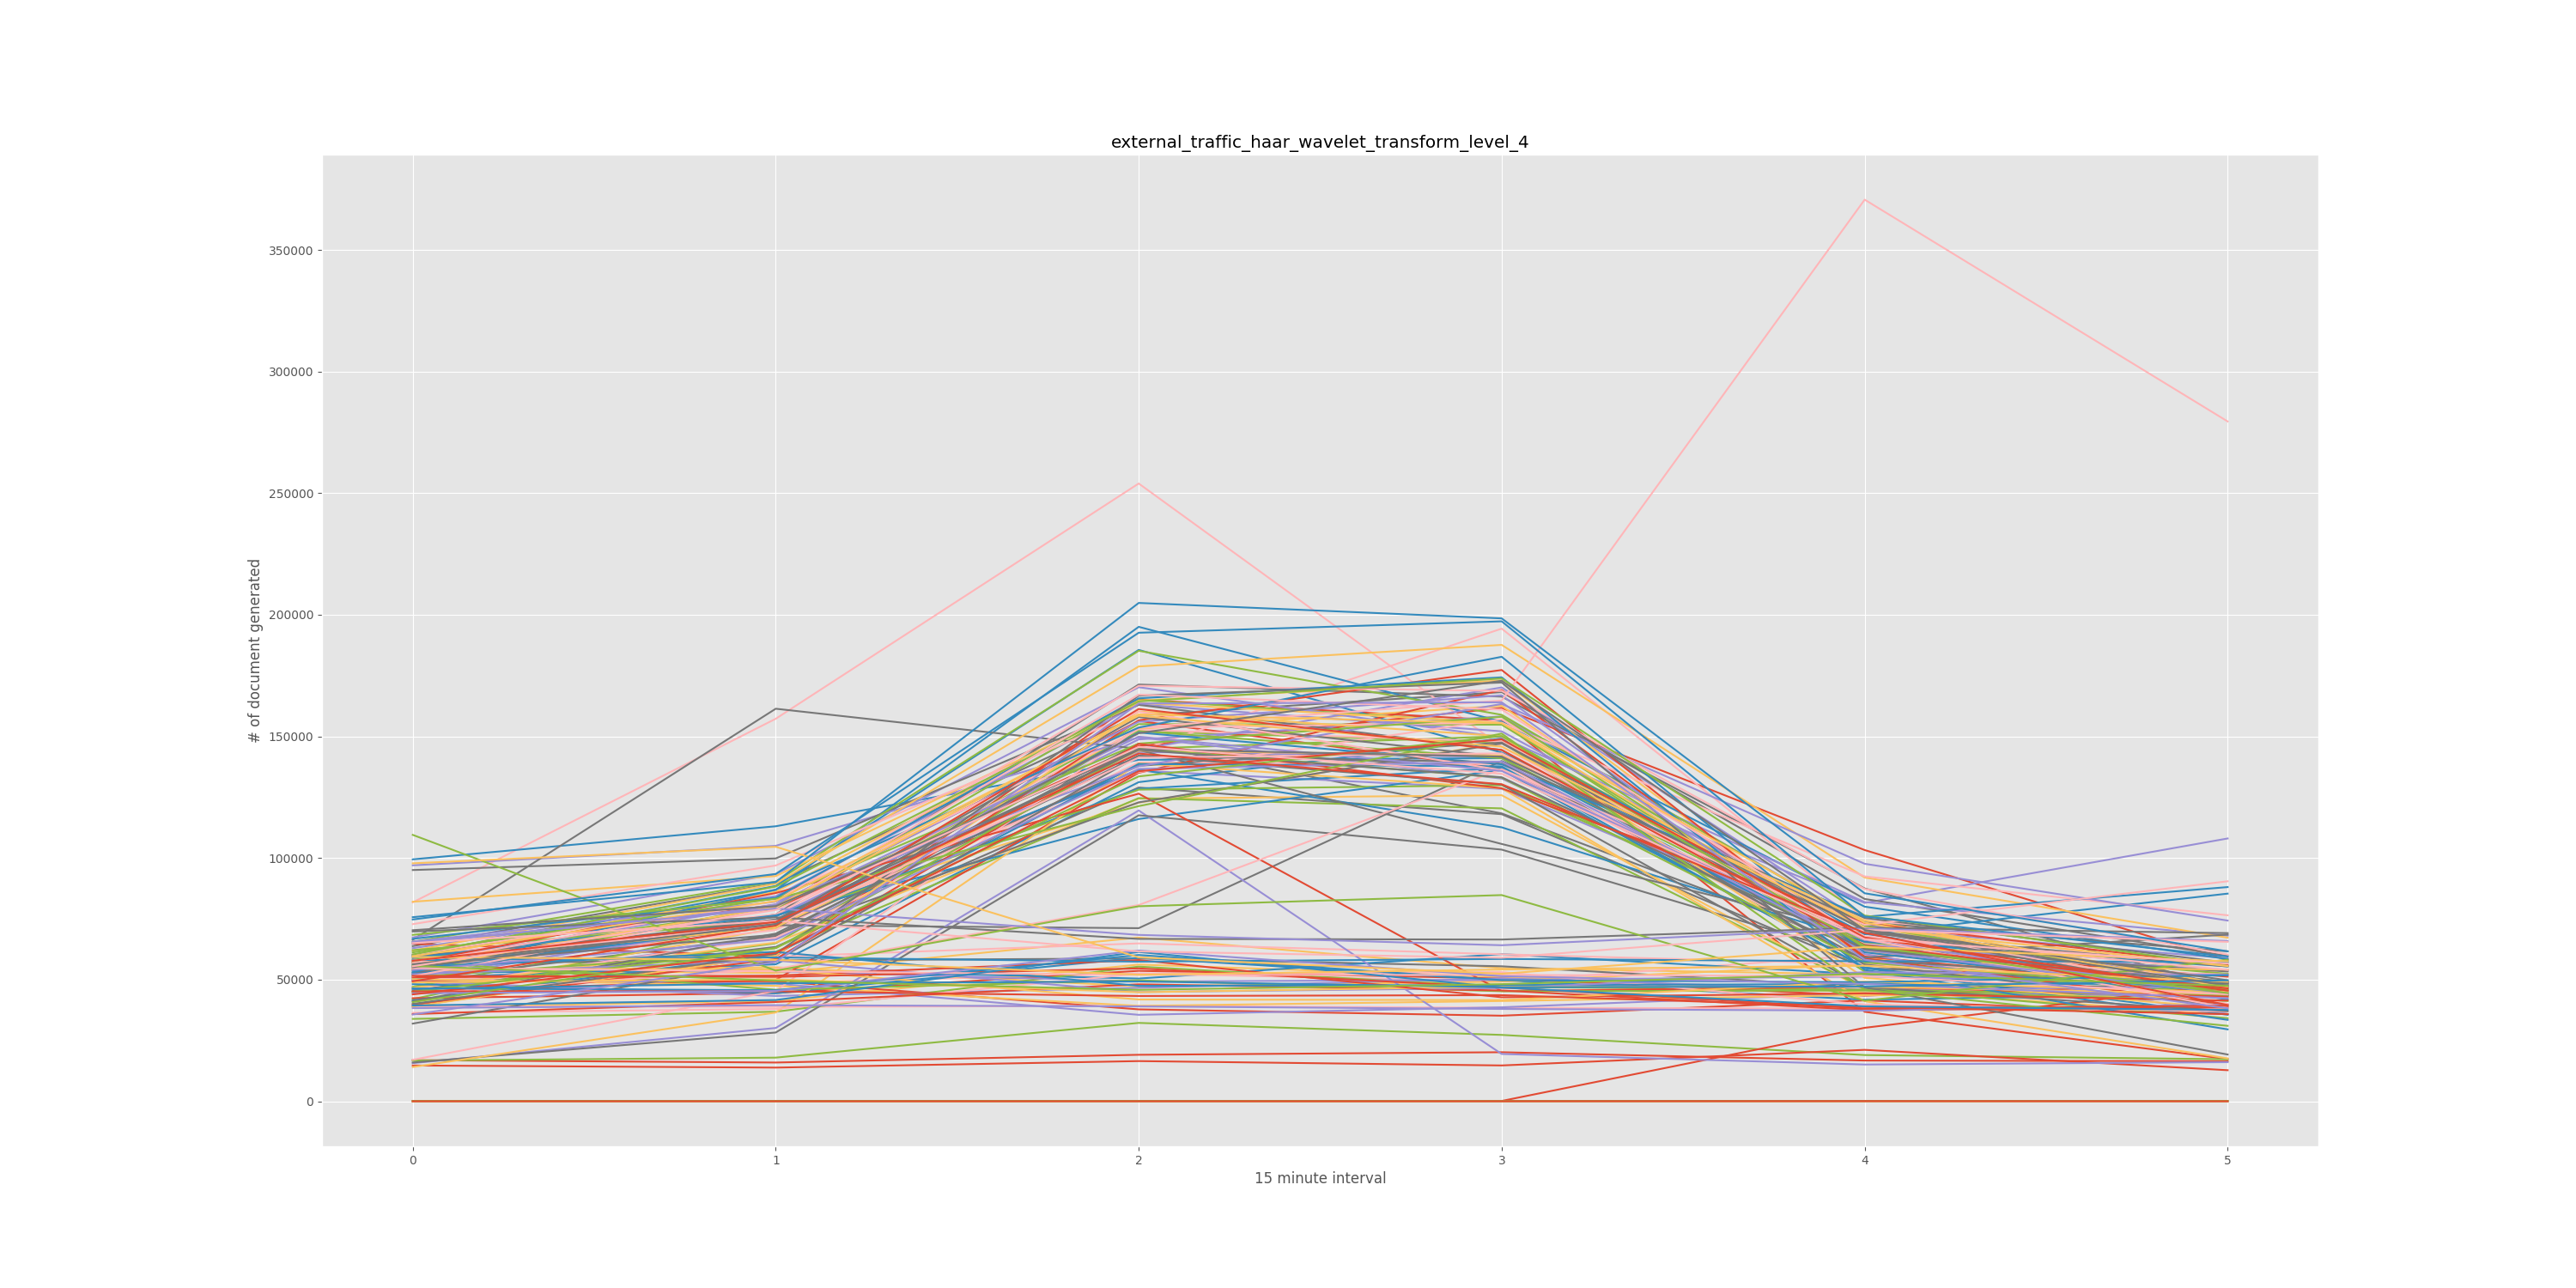 external_traffic_haar_wavelet_transform_level_4
# of document generated
350000
300000
250000
200000
150000
100000
50000
0
0 1 2 3 4 5
15 minute interval